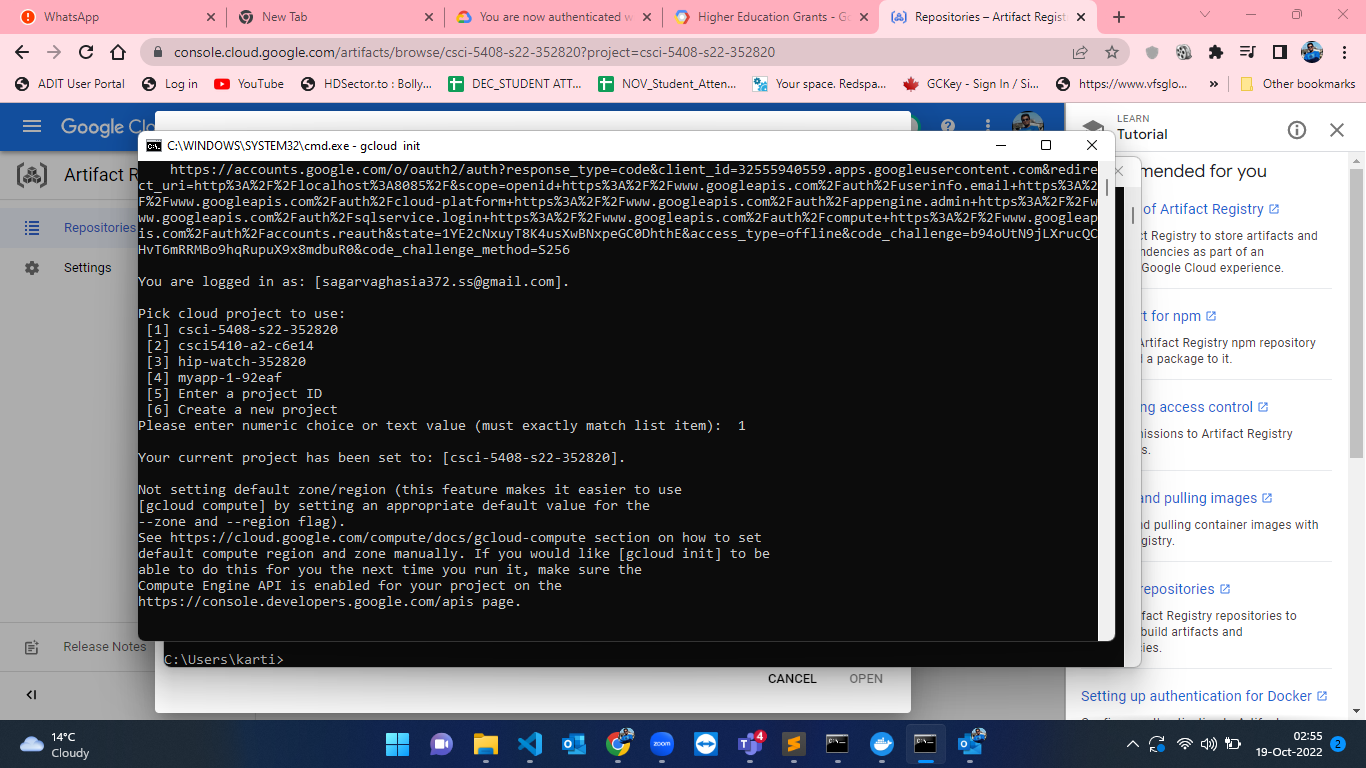 WhatsApp
New Tab
You are now authenticated w
Higher Education Grants - Go
Repositories – Artifact Regist
console.cloud.google.com/artifacts/browse/csci-5408-s22-352820?project=csci-5408-s22-352820
ADIT User Portal
Log in
YouTube
HDSector.to : Bolly...
DEC_STUDENT ATT...
NOV_Student_Atten...
Your space. Redspa...
GCKey - Sign In / Si...
https://www.vfsglo...
»
Other bookmarks
Google Clo
LEARN
Tutorial
Artifact R
Repositories
Settings
Release Notes
C:\WINDOWS\SYSTEM32\cmd.exe - gcloud  init
https://accounts.google.com/o/oauth2/auth?response_type=code&client_id=32555940559.apps.googleusercontent.com&redire
ct_uri=http%3A%2F%2Flocalhost%3A8085%2F&scope=openid+https%3A%2F%2Fwww.googleapis.com%2Fauth%2Fuserinfo.email+https%3A%2
F%2Fwww.googleapis.com%2Fauth%2Fcloud-platform+https%3A%2F%2Fwww.googleapis.com%2Fauth%2Fappengine.admin+https%3A%2F%2Fw
ww.googleapis.com%2Fauth%2Fsqlservice.login+https%3A%2F%2Fwww.googleapis.com%2Fauth%2Fcompute+https%3A%2F%2Fwww.googleap
is.com%2Fauth%2Faccounts.reauth&state=1YE2cNxuyT8K4usXwBNxpeGC0DhthE&access_type=offline&code_challenge=b94oUtN9jLXrucQC
HvT6mRRMBo9hqRupuX9x8mdbuR0&code_challenge_method=S256
You are logged in as: [sagarvaghasia372.ss@gmail.com].
Pick cloud project to use:
[1] csci-5408-s22-352820
[2] csci5410-a2-c6e14
[3] hip-watch-352820
[4] myapp-1-92eaf
[5] Enter a project ID
[6] Create a new project
Please enter numeric choice or text value (must exactly match list item):  1
Your current project has been set to: [csci-5408-s22-352820].
Not setting default zone/region (this feature makes it easier to use
[gcloud compute] by setting an appropriate default value for the
--zone and --region flag).
See https://cloud.google.com/compute/docs/gcloud-compute section on how to set
default compute region and zone manually. If you would like [gcloud init] to be
able to do this for you the next time you run it, make sure the
Compute Engine API is enabled for your project on the
https://console.developers.google.com/apis page.
C:\Users\karti>
CANCEL
OPEN
mended for you
of Artifact Registry
ct Registry to store artifacts and
ndencies as part of an
Google Cloud experience.
rt for npm
Artifact Registry npm repository
d a package to it.
ng access control
issions to Artifact Registry
s.
and pulling images
nd pulling container images with
gistry.
repositories
fact Registry repositories to
build artifacts and
cies.
Setting up authentication for Docker
14°C
Cloudy
zoom
4
02:55
19-Oct-2022
2